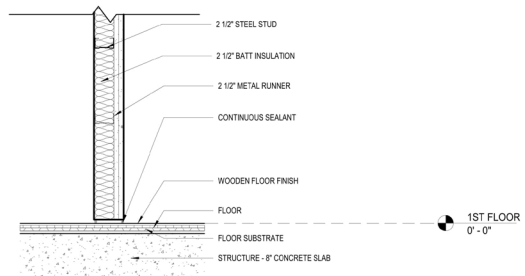 2 1/2" STEEL STUD
2 1/2" BATT INSULATION
2 1/2" METAL RUNNER
CONTINUOUS SEALANT
WOODEN FLOOR FINISH
FLOOR
1ST FLOOR
0' - 0"
FLOOR SUBSTRATE
STRUCTURE - 8" CONCRETE SLAB